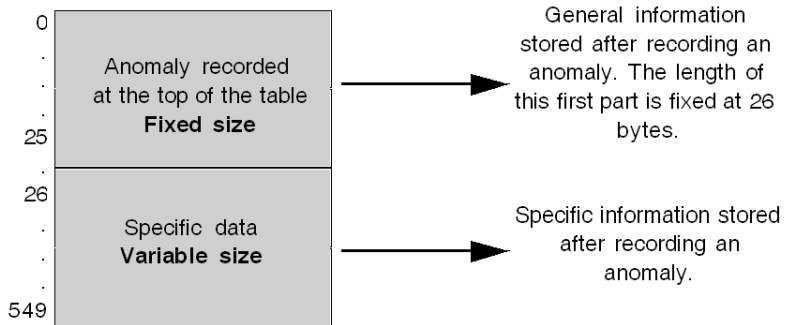 0
.
.
.
25
.
26
.
.
.
549
Anomaly recorded
at the top of the table
Fixed size
Specific data
Variable size
General information
stored after recording an
anomaly. The length of
this first part is fixed at 26
bytes.
Specific information stored
after recording an
anomaly.